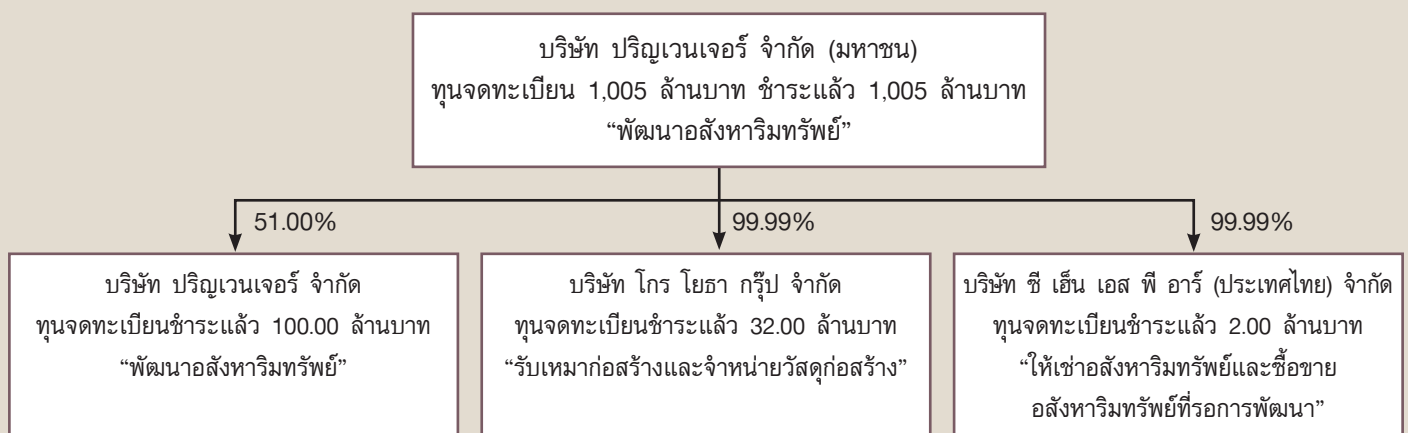 บริษัท ปริญเวนเจอร์ จำกัด (มหาชน)
ทุนจดทะเบียน 1,005 ล้านบาท ชำระแล้ว 1,005 ล้านบาท
“พัฒนาอสังหาริมทรัพย์”
51.00%
99.99%
99.99%
บริษัท ปริญเวนเจอร์ จำกัด
ทุนจดทะเบียนชำระแล้ว 100.00 ล้านบาท
“พัฒนาอสังหาริมทรัพย์”
บริษัท โกร โยธา กรุ๊ป จำกัด
ทุนจดทะเบียนชำระแล้ว 32.00 ล้านบาท
“รับเหมาก่อสร้างและจำหน่ายวัสดุก่อสร้าง”
บริษัท ซี เฮ็น เอส พี อาร์ (ประเทศไทย) จำกัด
ทุนจดทะเบียนชำระแล้ว 2.00 ล้านบาท
“ให้เช่าอสังหาริมทรัพย์และซื้อขาย
อสังหาริมทรัพย์ที่รอการพัฒนา”